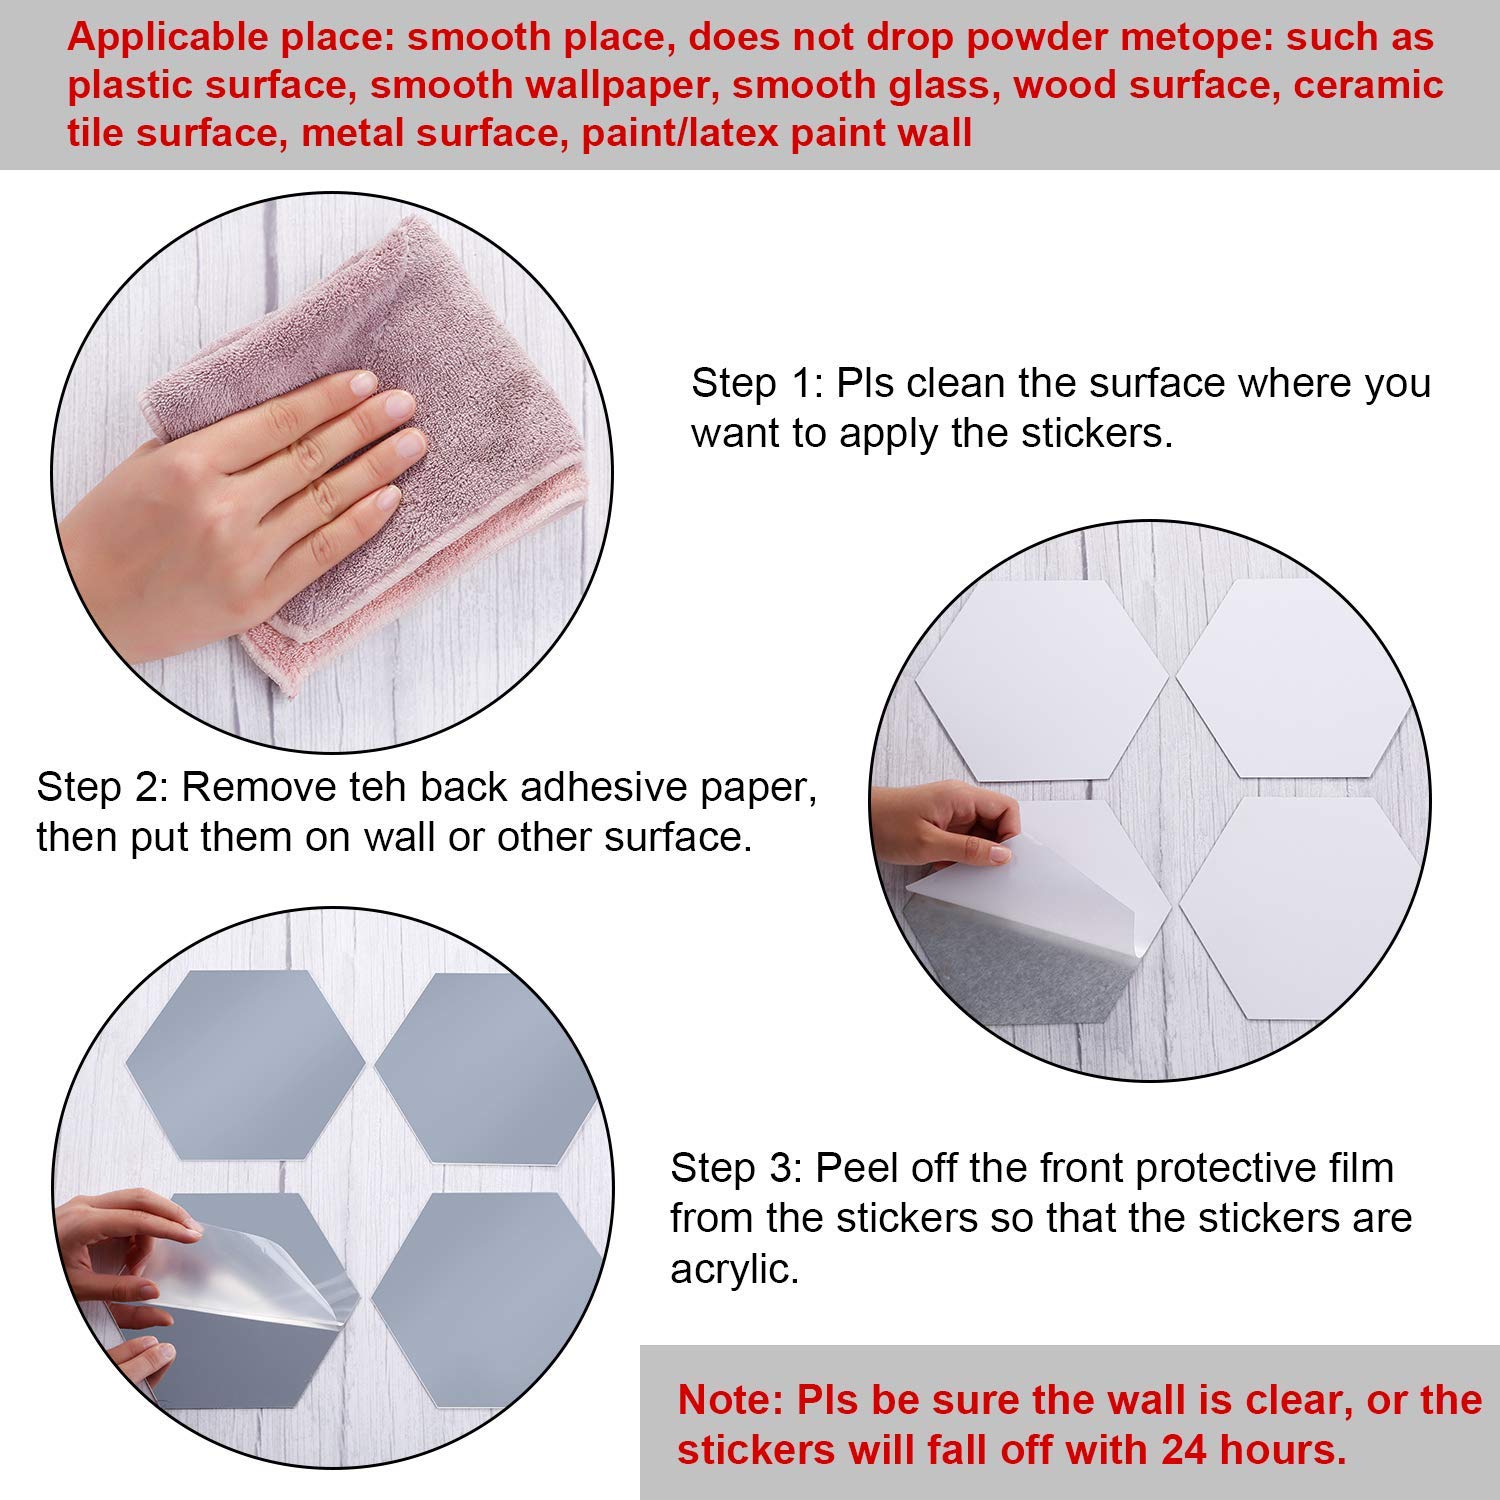 Applicable place: smooth place, does not drop powder metope: such as
plastic surface, smooth wallpaper, smooth glass, wood surface, ceramic
tile surface, metal surface, paint/latex paint wall
Step 1: Pls clean the surface where you
want to apply the stickers.
Step 2: Remove teh back adhesive paper,
then put them on wall or other surface.
Step 3: Peel off the front protective film
from the stickers so that the stickers are
acrylic.
Note: Pls be sure the wall is clear, or the
stickers will fall off with 24 hours.